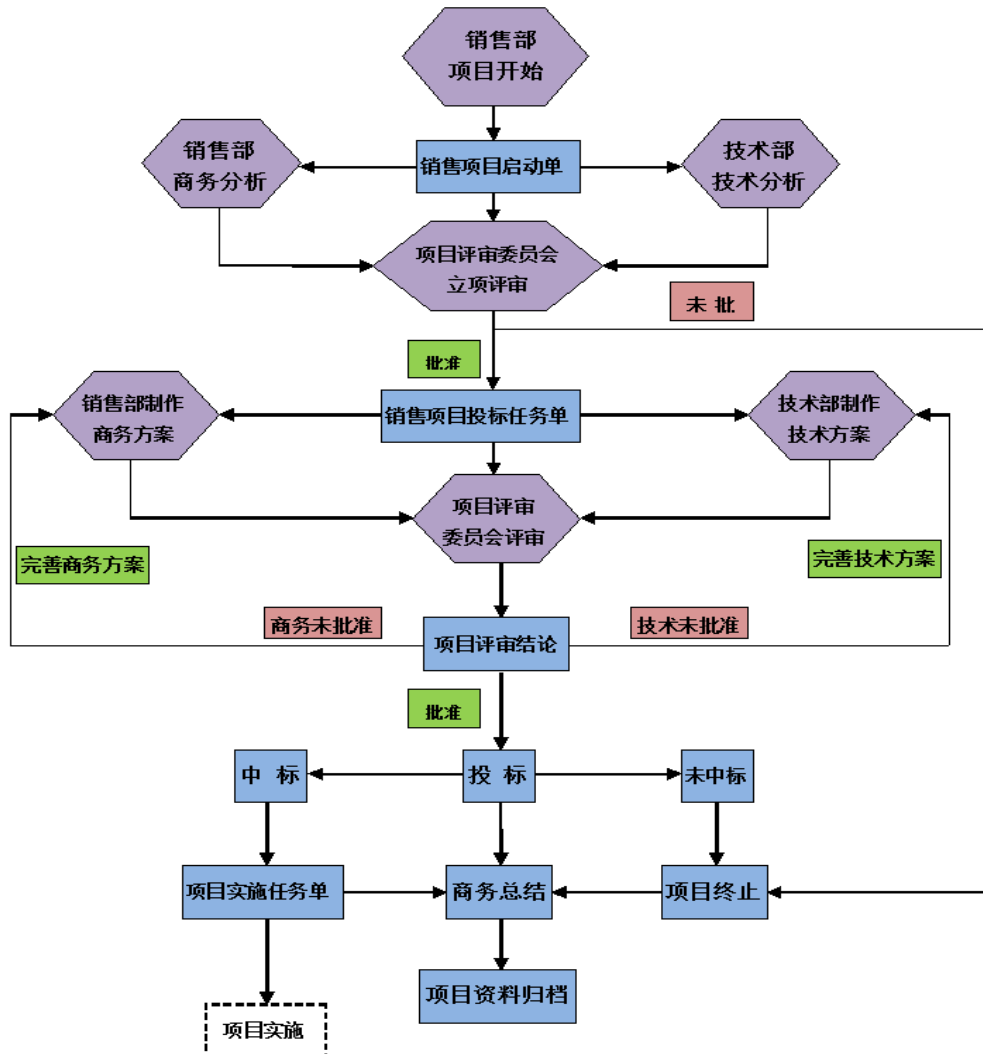 销售部
项目开始
销售部
商务分析
销售项目启动单
技术部
技术分析
项目评审委员会
立项评审
未 批
批准
销售部制作
商务方案
销售项目投标任务单
技术部制作
技术方案
项目评审
委员会评审
完善商务方案
完善技术方案
商务未批准
技术未批准
项目评审结论
批准
中 标
投 标
未中标
项目实施任务单
商务总结
项目终止
项目资料归档
项目实施